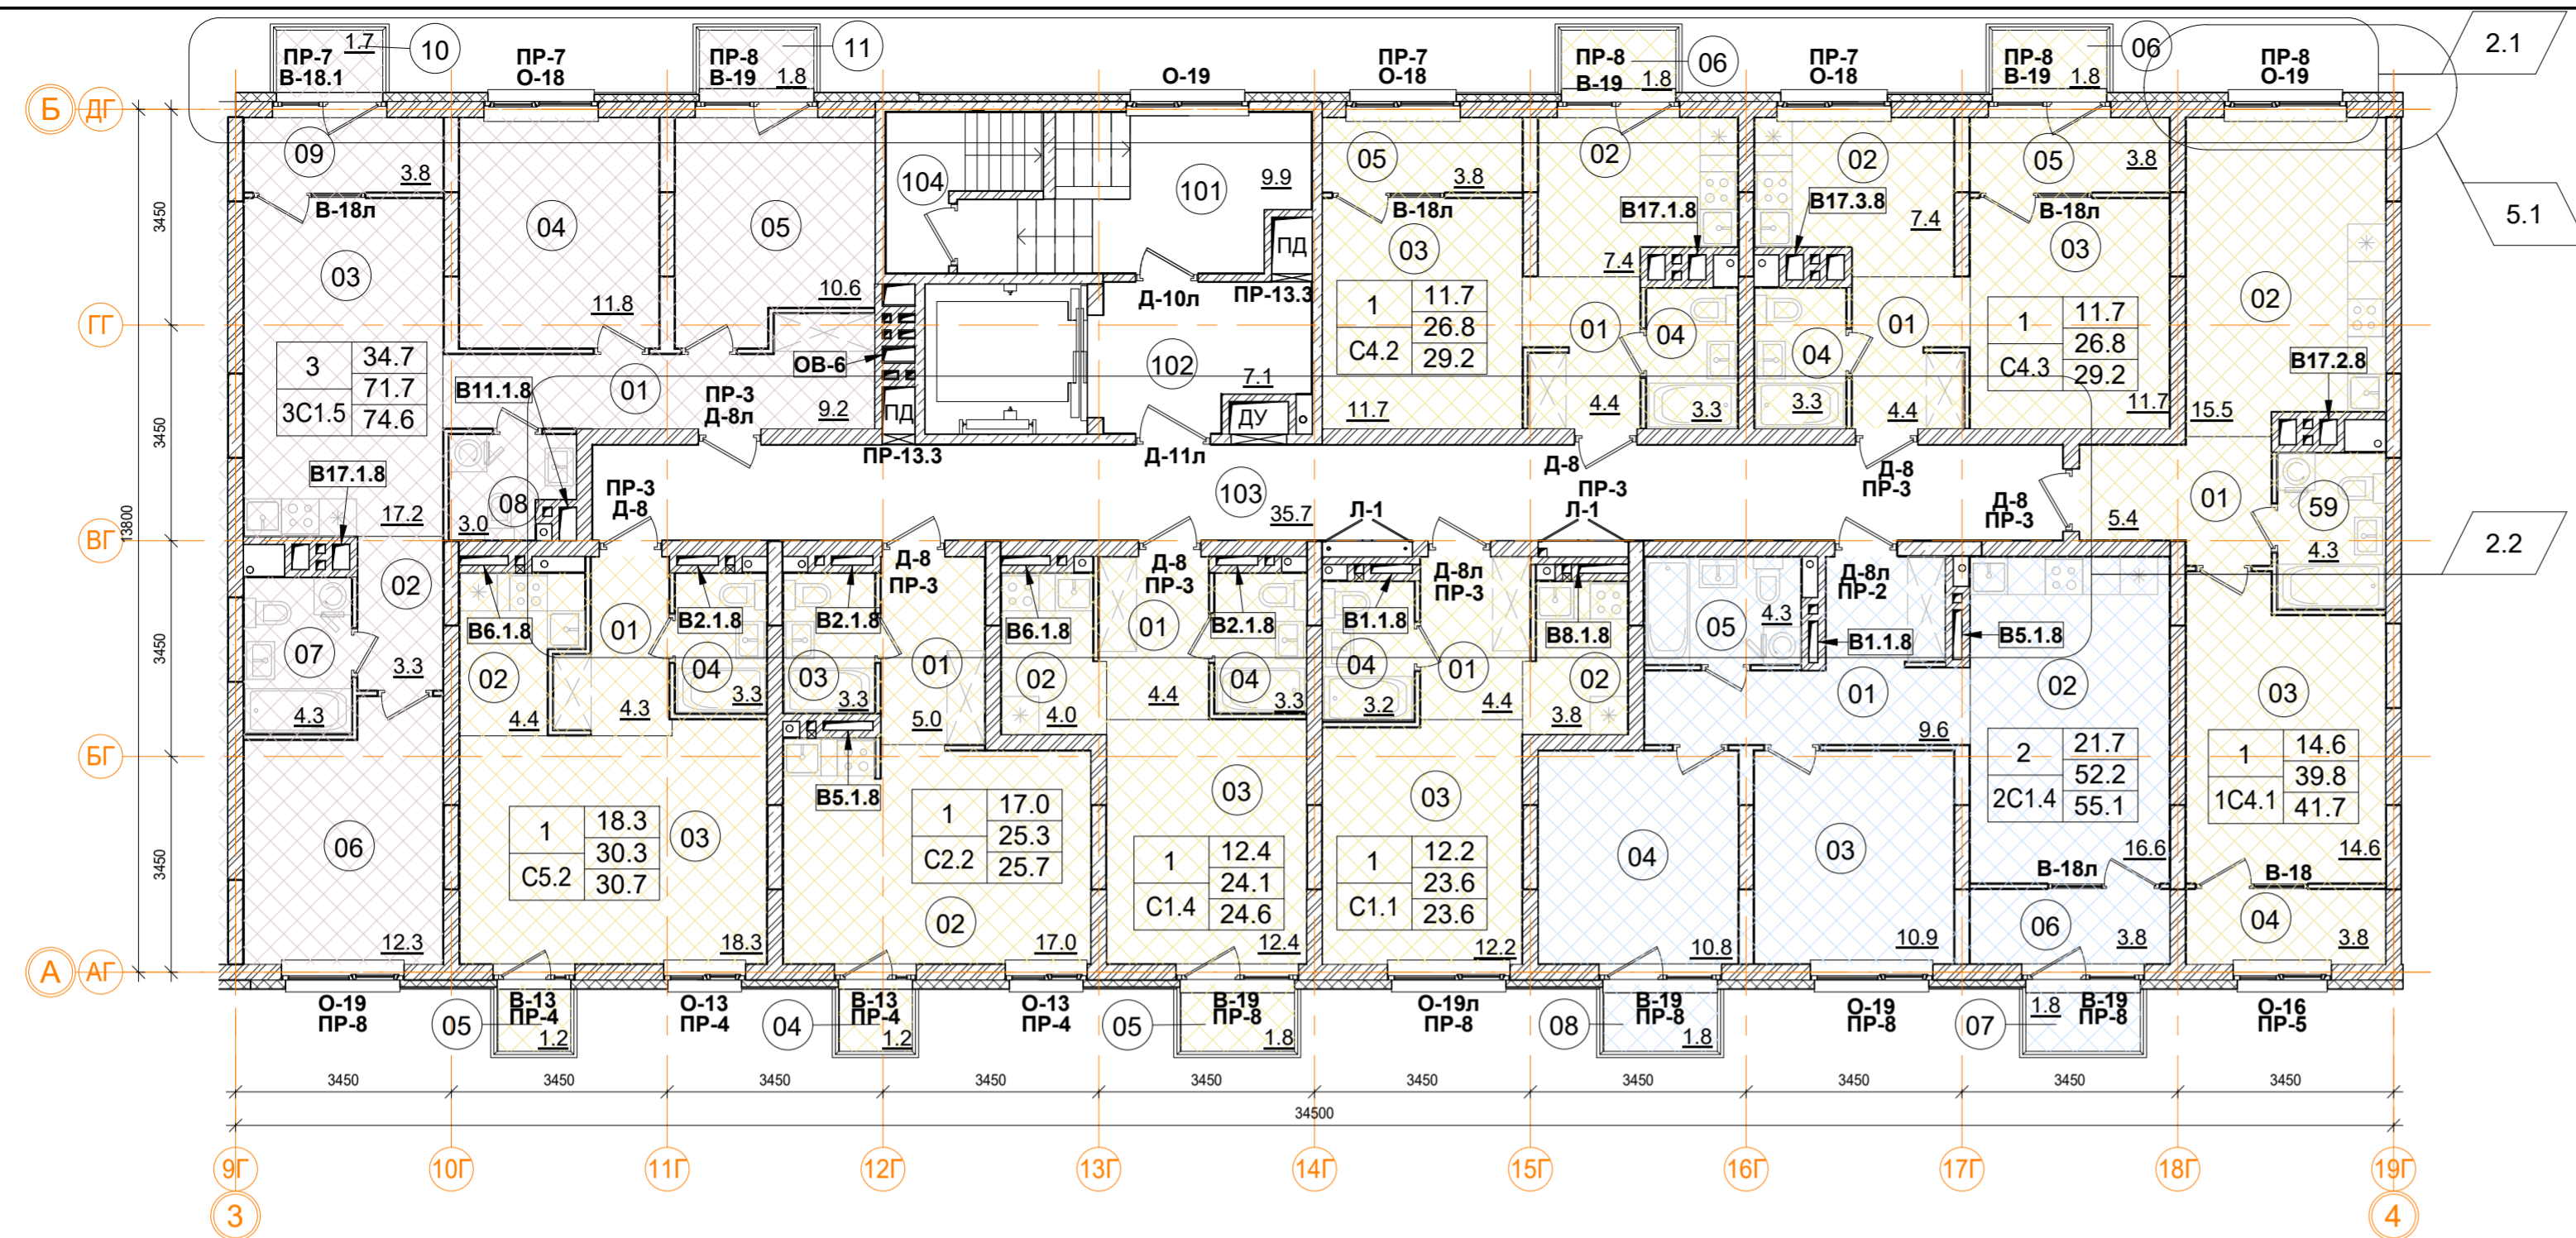 1.7
10
11
ПР-7
В-18.1
ПР-7
О-18
ПР-8
В-19
1.8
О-19
ПР-7
О-18
ПР-8
В-19
1.8
06
ПР-7
О-18
ПР-8
В-19
1.8
06
ПР-8
О-19
2.1
5.1
2.2
Б
ДГ
ГГ
ВГ
БГ
А
АГ
3450
3450
3450
3450
13800
09
3.8
В-18л
03
3
34.7
71.7
3С1.5
74.6
В17.1.8
17.2
04
11.8
05
10.6
01
9.2
В11.1.8
ПР-3
Д-8л
08
3.0
02
3.3
07
4.3
06
12.3
104
101
9.9
ПД
Д-10л
ПР-13.3
102
7.1
ДУ
ОВ-6
ПД
ПР-13.3
Д-11л
103
35.7
05
3.8
В-18л
03
1
11.7
26.8
С4.2
29.2
11.7
02
В17.1.8
7.4
01
4.4
04
3.3
02
В17.3.8
7.4
04
3.3
01
4.4
05
3.8
В-18л
03
1
11.7
26.8
С4.3
29.2
11.7
02
В17.2.8
15.5
01
5.4
59
4.3
ПР-3
Д-8
Д-8
ПР-3
Д-8
ПР-3
Л-1
Д-8л
ПР-3
Д-8
ПР-3
Л-1
Д-8
ПР-3
Д-8л
ПР-2
Д-8
ПР-3
В6.1.8
02
4.4
01
4.3
В2.1.8
04
3.3
1
18.3
30.3
С5.2
30.7
03
18.3
В2.1.8
03
3.3
01
5.0
В5.1.8
1
17.0
25.3
С2.2
25.7
02
17.0
В6.1.8
02
4.0
01
4.4
В2.1.8
04
3.3
03
1
12.4
24.1
С1.4
24.6
12.4
В1.1.8
04
3.2
01
4.4
В8.1.8
02
3.8
03
1
12.2
23.6
С1.1
23.6
12.2
05
4.3
В1.1.8
В5.1.8
01
9.6
02
2
21.7
52.2
2С1.4
55.1
16.6
В-18л
04
10.8
03
10.9
06
3.8
03
1
14.6
39.8
1С4.1
41.7
14.6
В-18
04
3.8
О-19
ПР-8
05
В-13
ПР-4
1.2
О-13
ПР-4
04
В-13
ПР-4
1.2
О-13
ПР-4
05
В-19
ПР-8
1.8
О-19л
ПР-8
08
В-19
ПР-8
1.8
О-19
ПР-8
07
1.8
В-19
ПР-8
О-16
ПР-5
3450
3450
3450
3450
3450
3450
3450
3450
3450
3450
34500
9Г
10Г
11Г
12Г
13Г
14Г
15Г
16Г
17Г
18Г
19Г
3
4